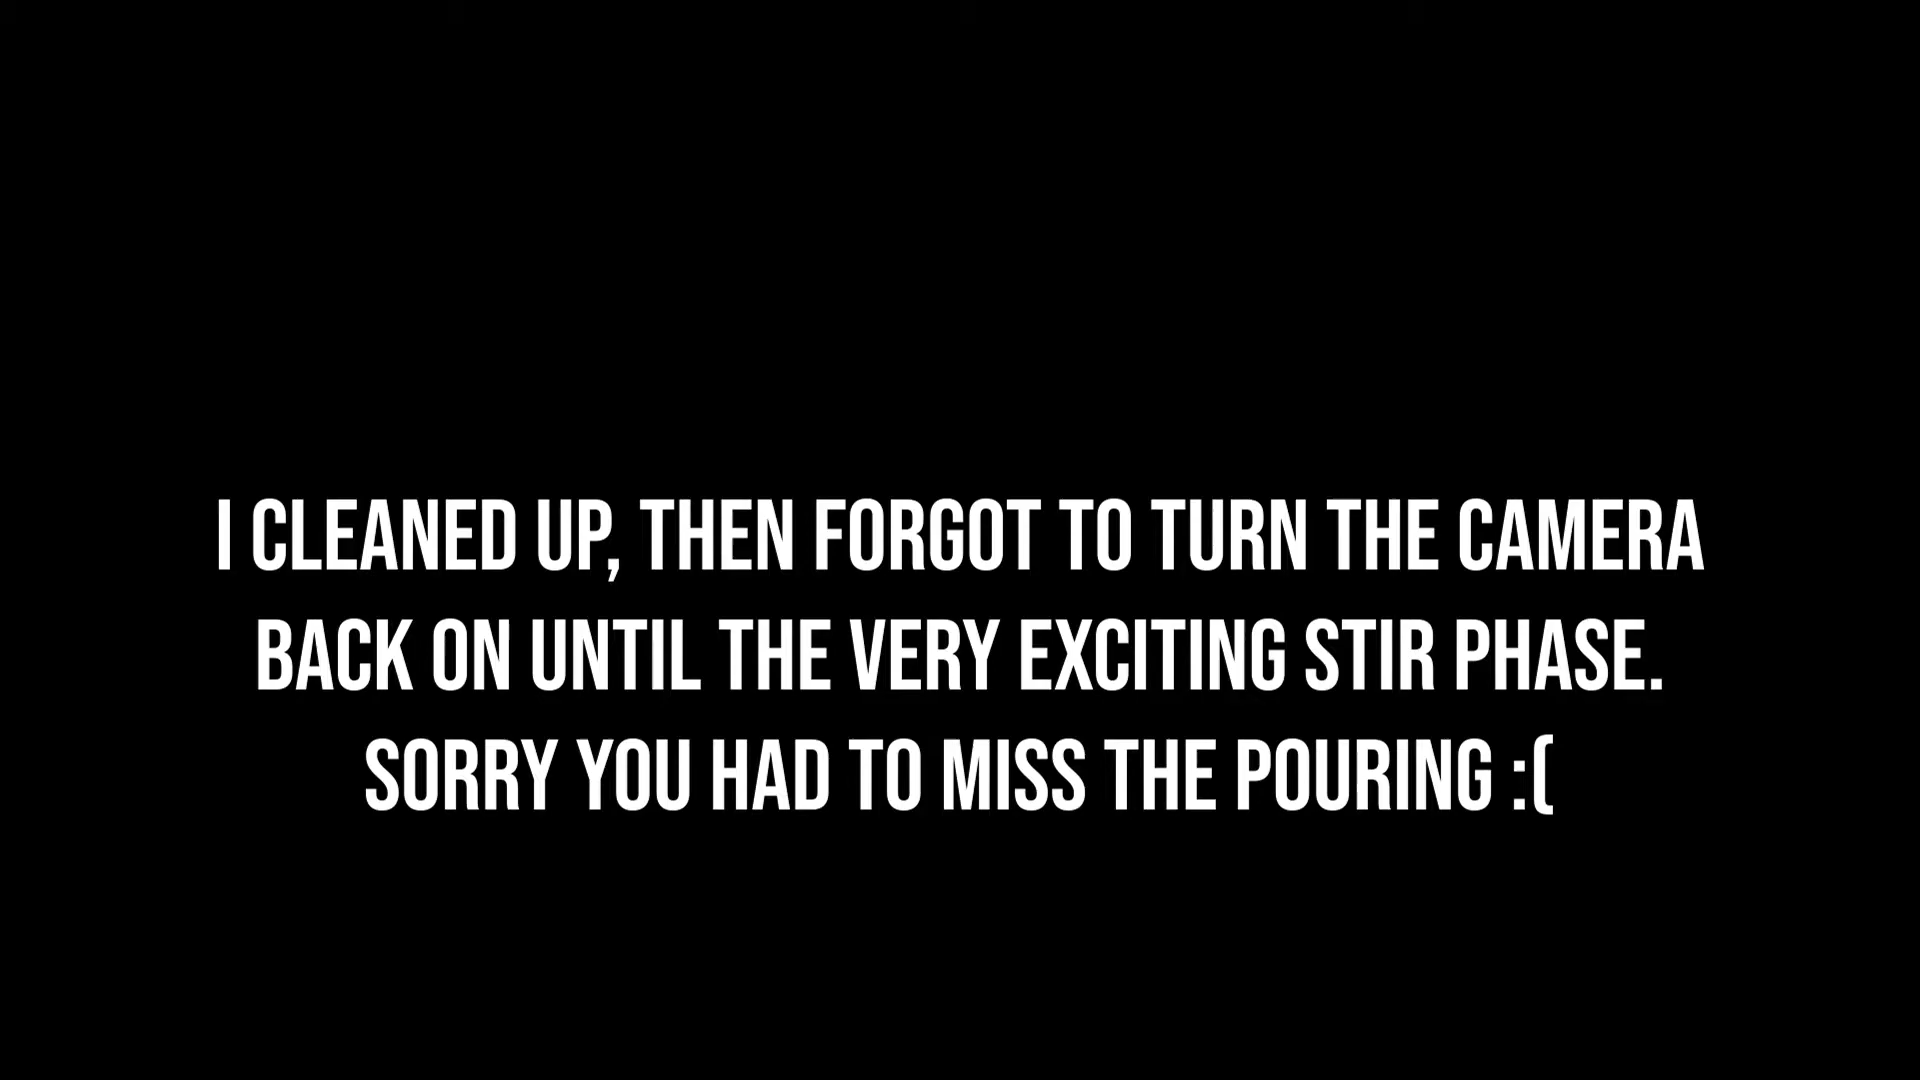 I CLEANED UP, THEN FORGOT TO TURN THE CAMERA
BACK ON UNTIL THE VERY EXCITING STIR PHASE.
SORRY YOU HAD TO MISS THE POURING :(